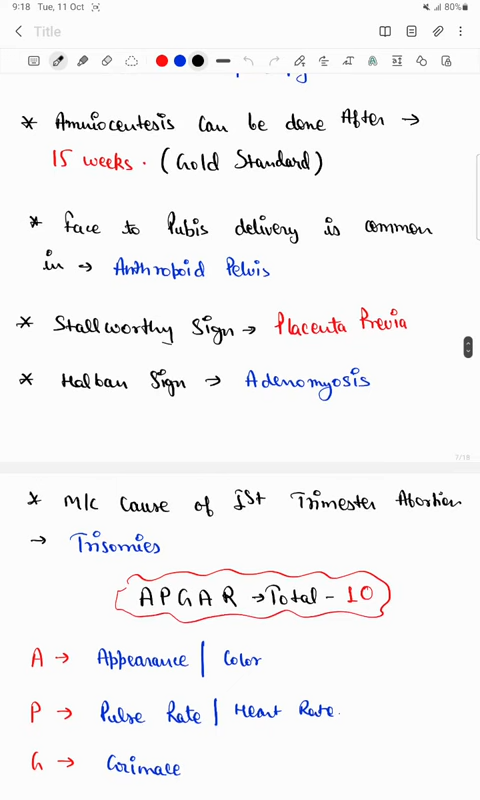 9:18 Tue, 11 Oct
80%
Title
* Amniocentesis can be done After →
15 weeks. (Gold Standard)
* Face to Pubis delivery is common
in → Anthropoid Pelvis
* Stallworthy Sign → Placenta Previa
* Halban Sign → Adenomyosis
7/18
* M/C Cause of Ist Trimester Abortion
→ Trisomies
APGAR → Total - 10
A → Appearance | Color
P → Pulse Rate | Heart Rate.
G → Grimace